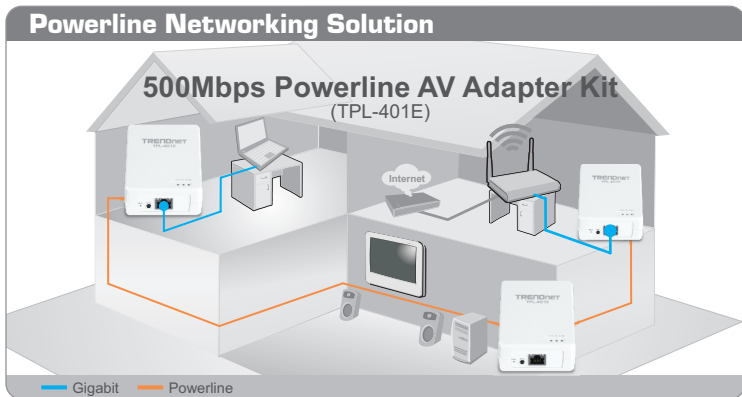 Powerline Networking Solution
500Mbps Powerline AV Adapter Kit
(TPL-401E)
TRENDNET
TPL-401E
Internet
TRENDNET
TPL-401E
TRENDNET
TPL-401E
Gigabit
Powerline